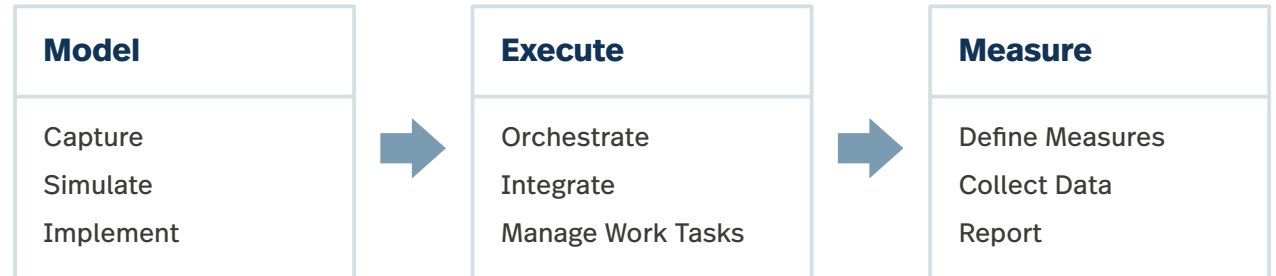 Model
Capture
Simulate
Implement
Execute
Orchestrate
Integrate
Manage Work Tasks
Measure
Define Measures
Collect Data
Report